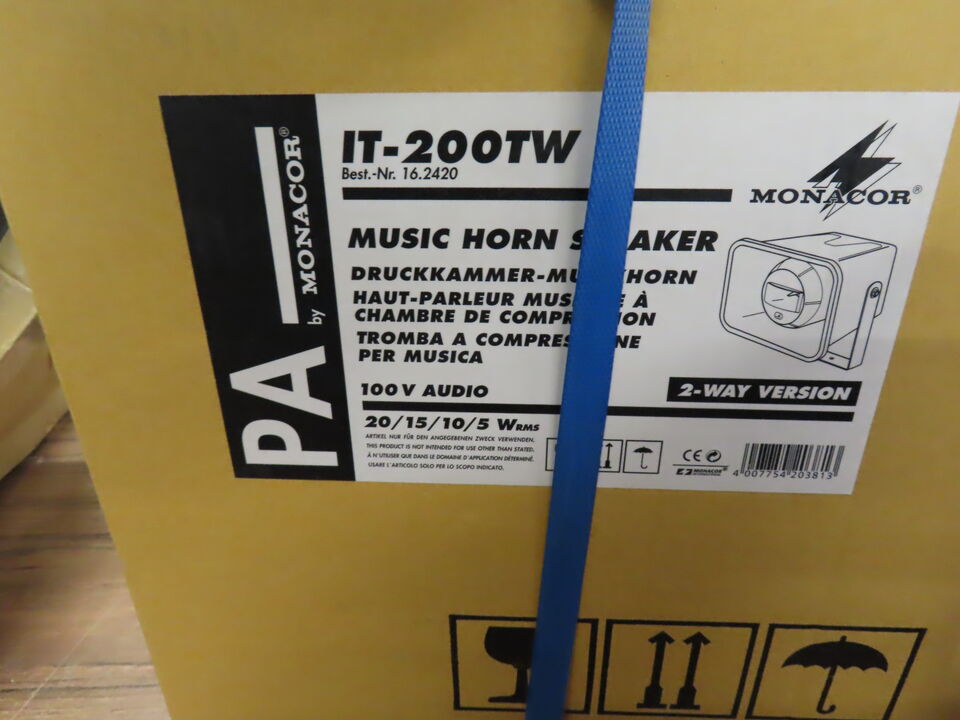 PA
by MONACOR®
IT-200TW
Best.-Nr. 16.2420
MONACOR®
MUSIC HORN S AKER
DRUCKKAMMER-MU HORN
HAUT-PARLEUR MUS E À
CHAMBRE DE COMPR ION
TROMBA A COMPRES NE
PER MUSICA
100 V AUDIO
2-WAY VERSION
20/15/10/5 WRMS
ARTIKEL NUR FÜR DEN ANGEGEBENEN ZWECK VERWENDEN.
THIS PRODUCT IS NOT INTENDED FOR USE OTHER THAN STATED.
À N'UTILISER QUE DANS LE DOMAINE D'APPLICATION DÉTERMINÉ.
USARE L'ARTICOLO SOLO PER LO SCOPO INDICATO.
CE
MONACOR
INTERNATIONAL
4 007754 203813